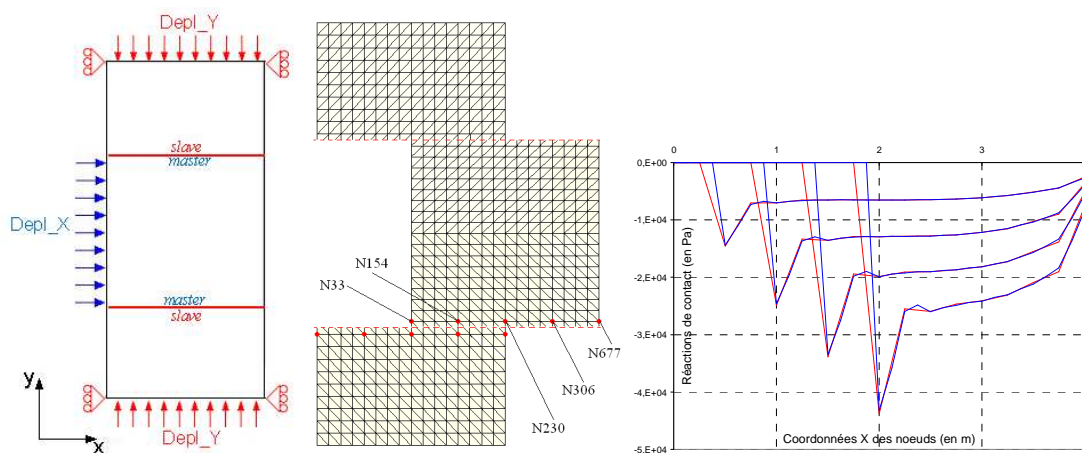 Depl_Y
slave
master
Depl_X
master
slave
Depl_Y
y
x
N154
N33
N677
N306
N230
0 1 2 3
0.E+00
-1.E+04
-2.E+04
-3.E+04
-4.E+04
-5.E+04
Réactions de contact (en Pa)
Coordonnées X des noeuds (en m)